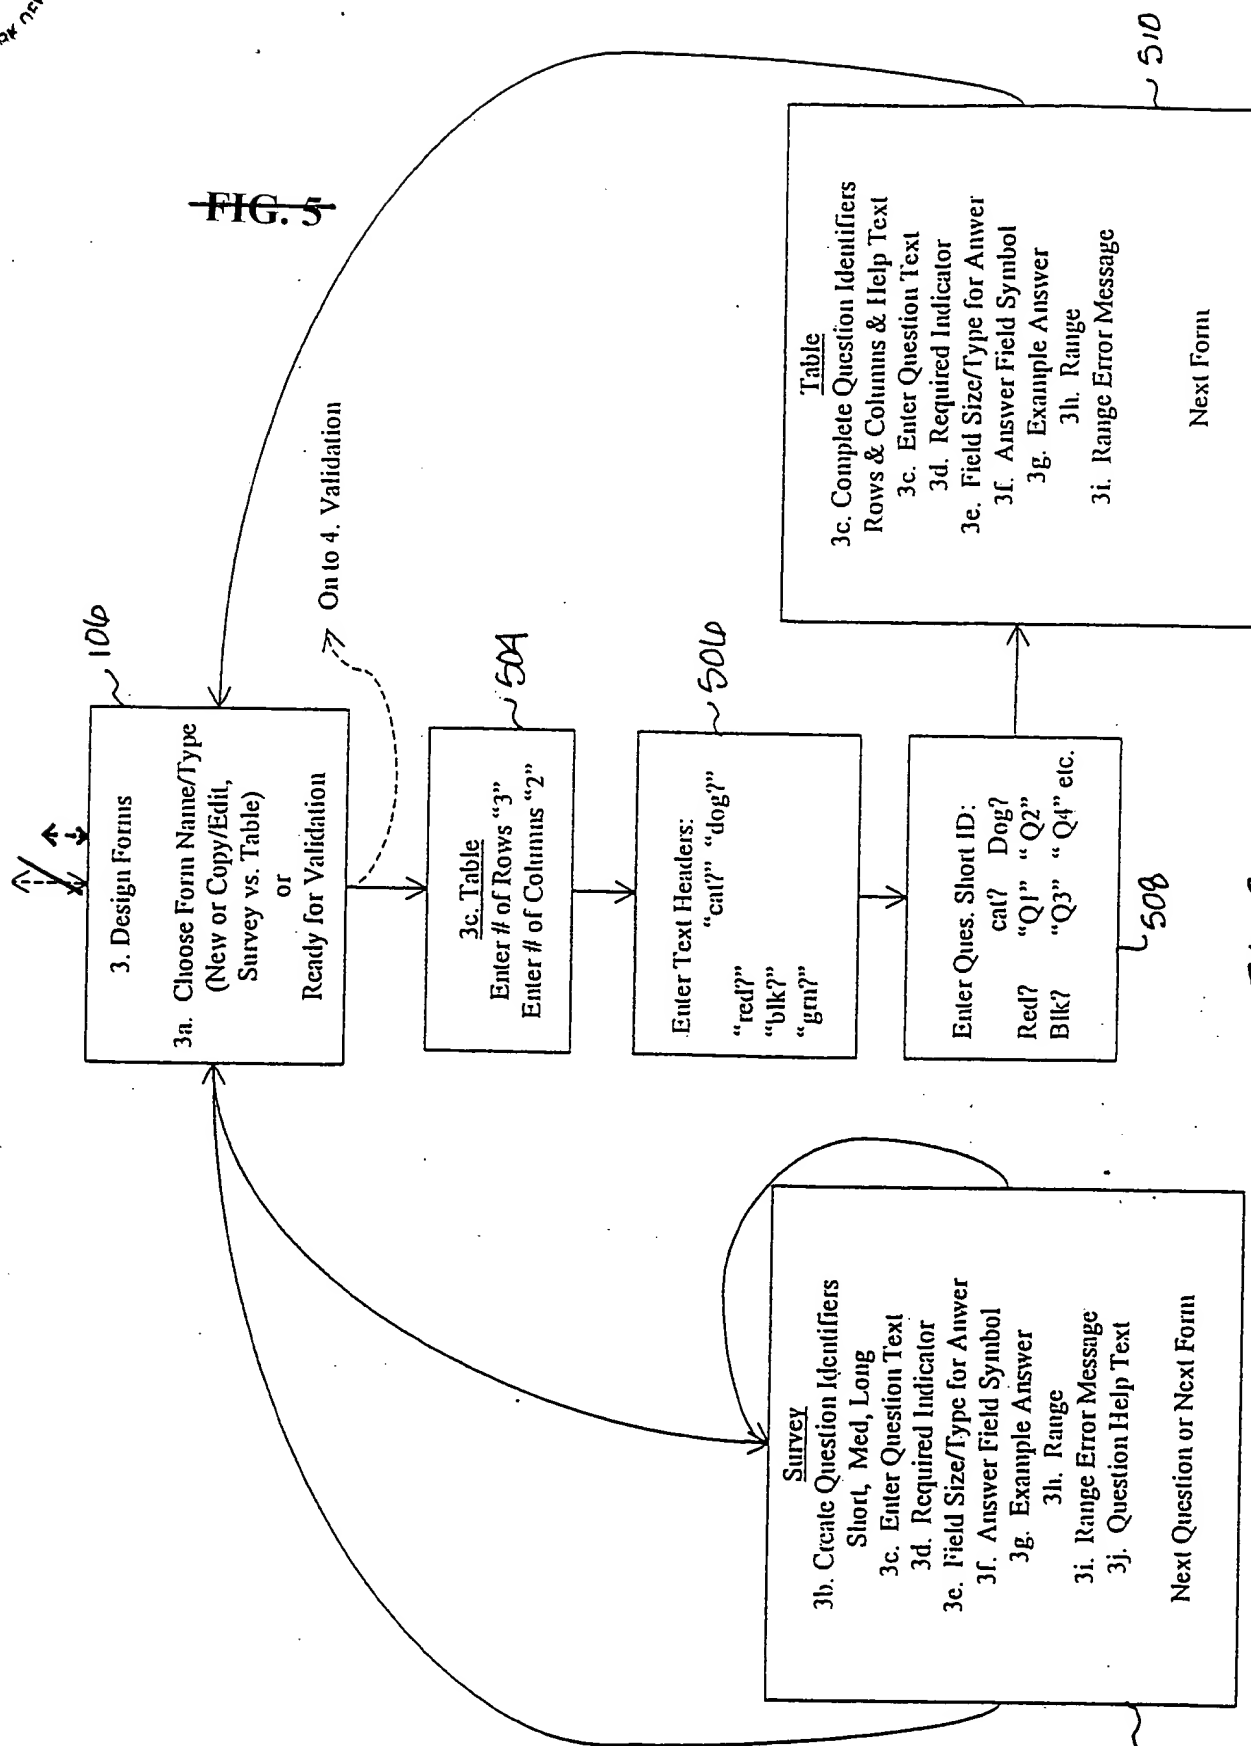 FIG. 5
106
3. Design Forms
3a. Choose Form Name/Type
(New or Copy/Edit,
Survey vs. Table)
or
Ready for Validation
On to 4. Validation
504
3c. Table
Enter # of Rows “3”
Enter # of Columns “2”
506
Enter Text Headers:
“cat?” “dog?”
“red?”
“blk?”
“grn?”
508
Enter Ques. Short ID:
cat? Dog?
Red? “Q1” “ Q2”
Blk? “Q3” “ Q4” etc.
Survey
3b. Create Question Identifiers
Short, Med, Long
3c. Enter Question Text
3d. Required Indicator
3e. Field Size/Type for Anwer
3f. Answer Field Symbol
3g. Example Answer
3h. Range
3i. Range Error Message
3j. Question Help Text
Next Question or Next Form
510
Table
3c. Complete Question Identifiers
Rows & Columns & Help Text
3c. Enter Question Text
3d. Required Indicator
3e. Field Size/Type for Anwer
3f. Answer Field Symbol
3g. Example Answer
3h. Range
3i. Range Error Message
Next Form